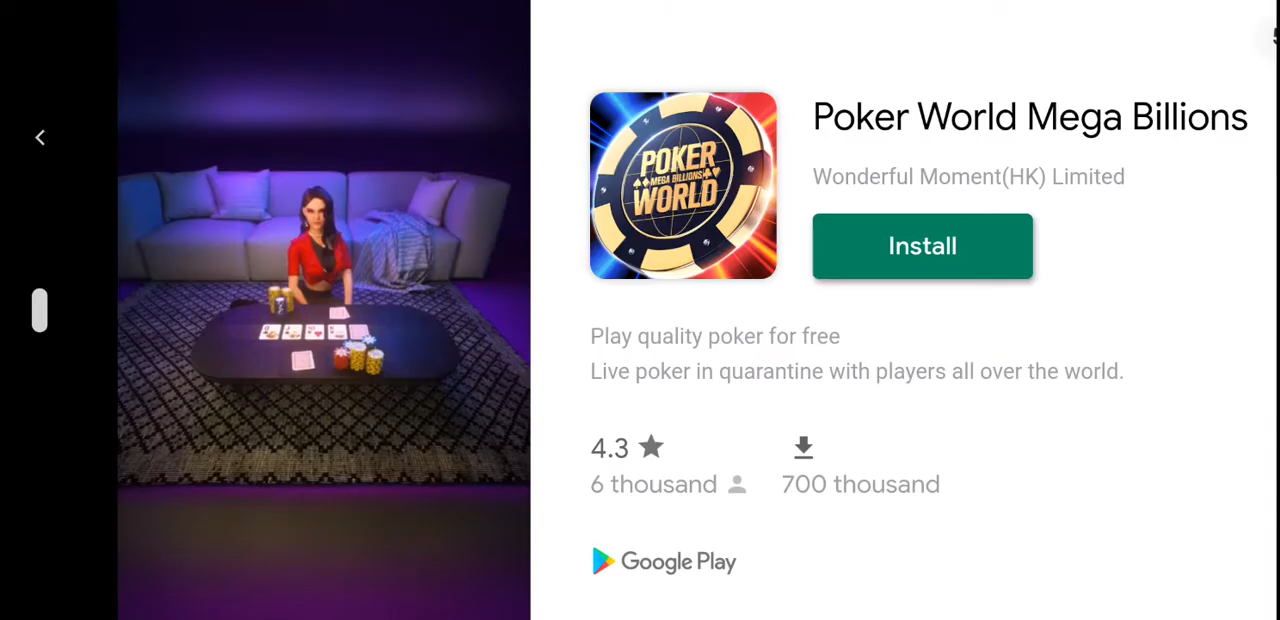 POKER
MEGA BILLIONS
WORLD
Poker World Mega Billions
Wonderful Moment(HK) Limited
Install
Play quality poker for free
Live poker in quarantine with players all over the world.
4.3
6 thousand
700 thousand
Google Play